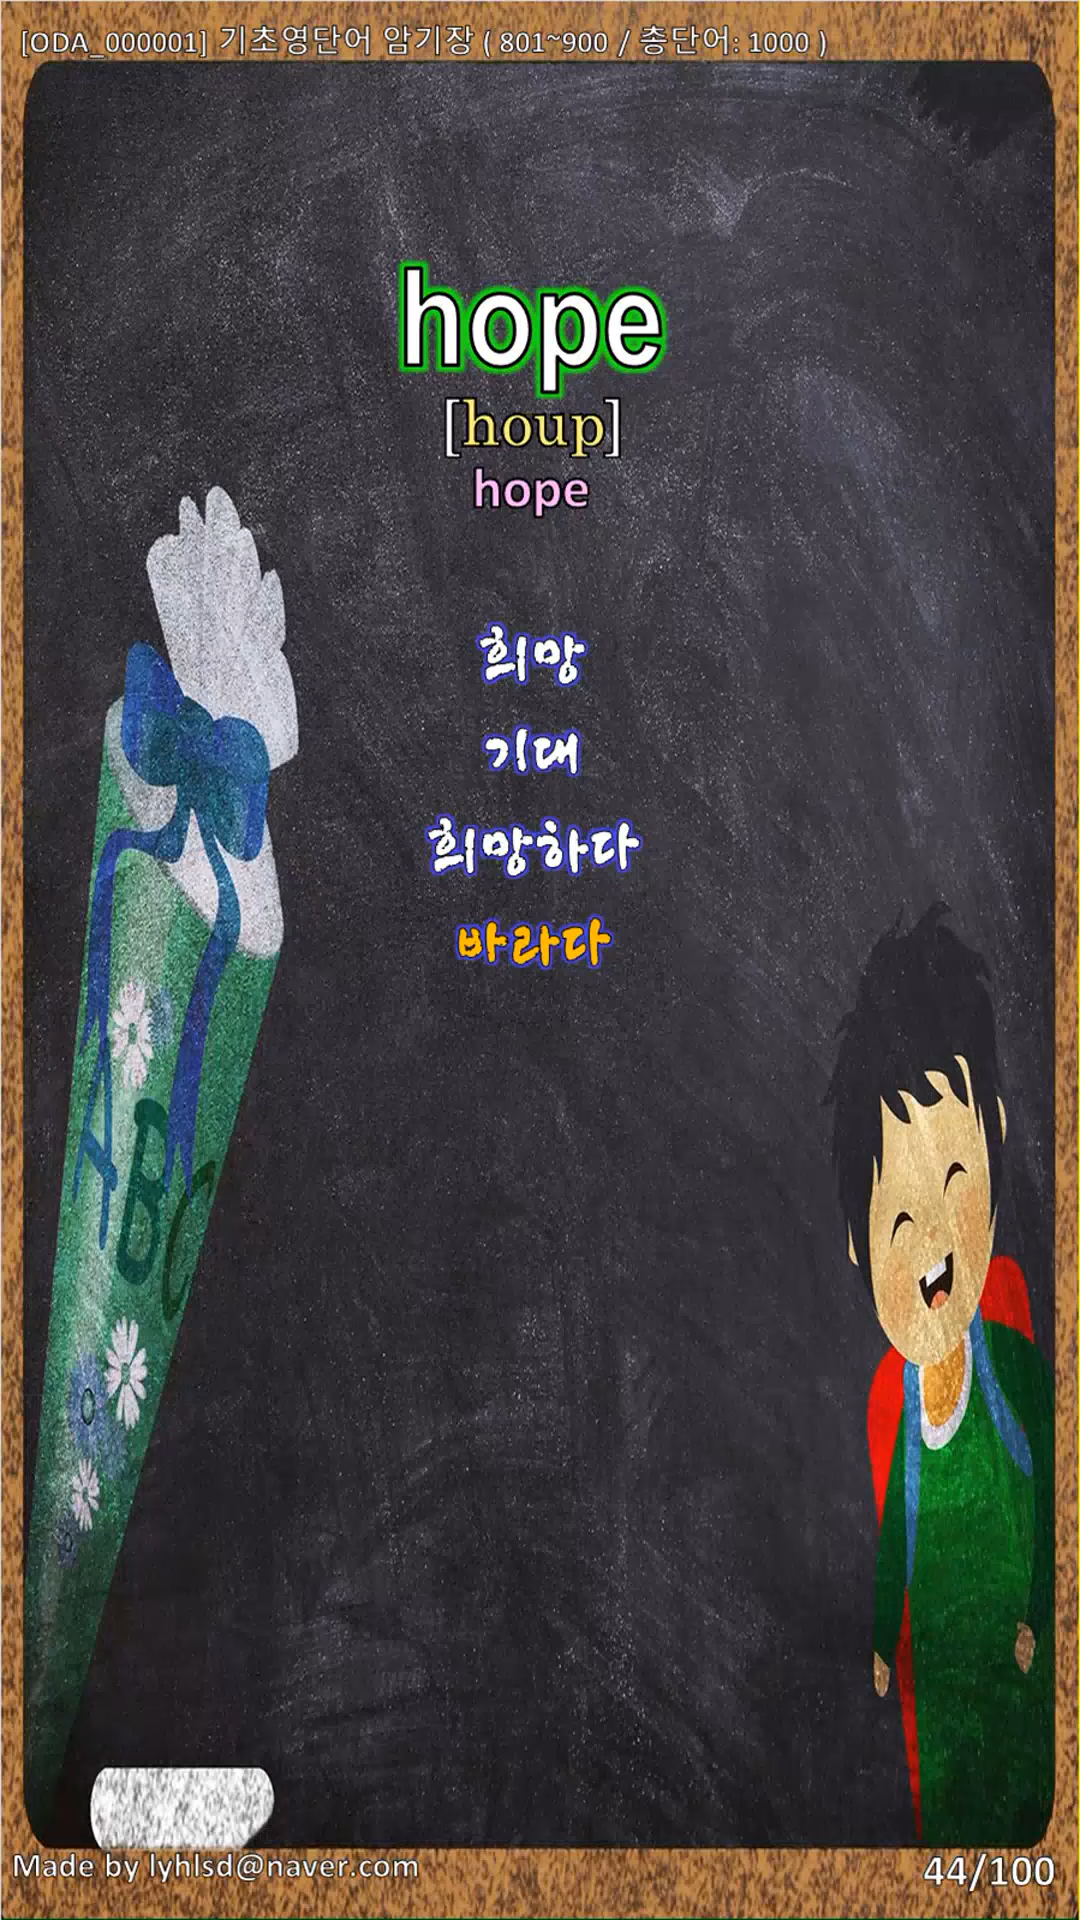 [ODA_000001] 기초영단어 암기장 ( 801~900 / 총단어: 1000 )
hope
[houp]
hope
희망
기대
희망하다
바라다
ABC
Made by lyhlsd@naver.com
44/100